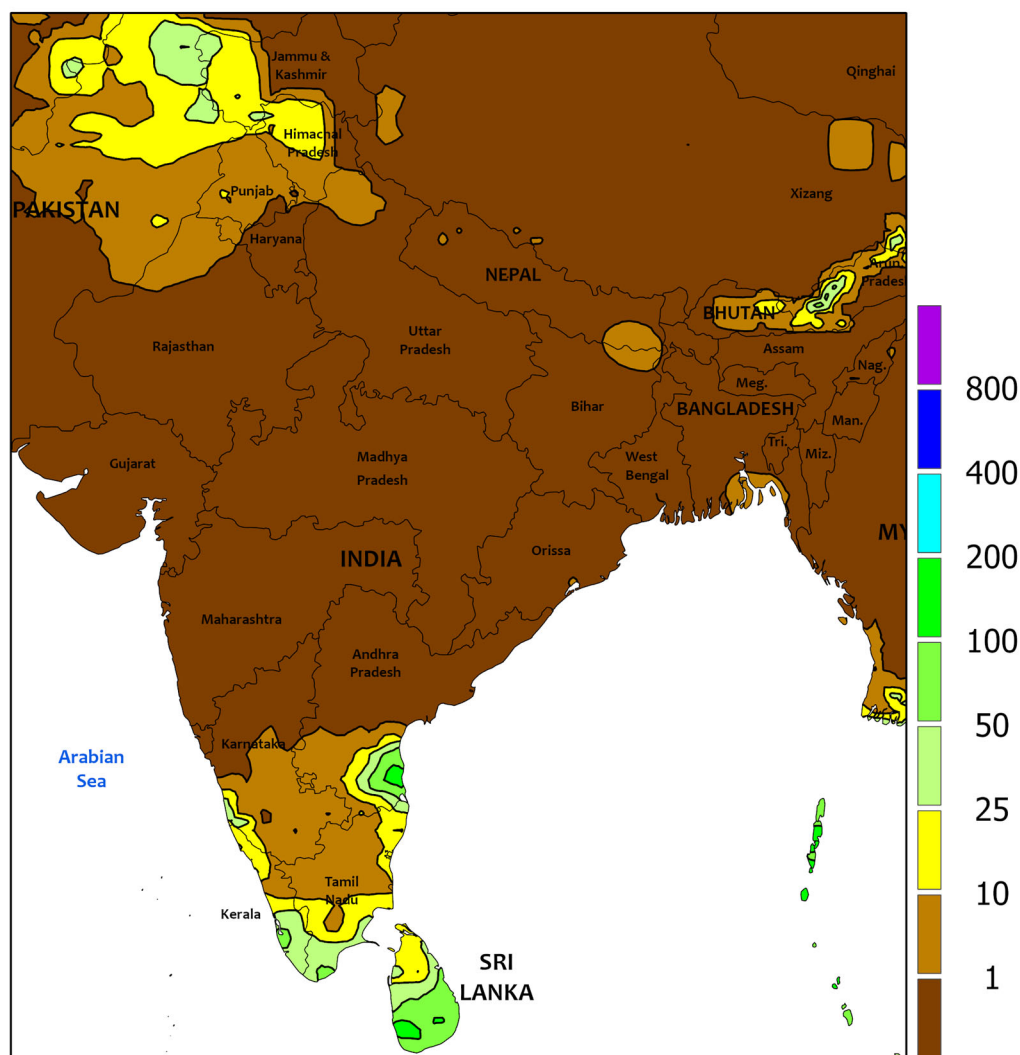 Jammu &
Kashmir
Qinghai
Himachal
Pradesh
Punjab
Xizang
PAKISTAN
Haryana
NEPAL
Pradesh
BHUTAN
Uttar
Pradesh
Rajasthan
Assam
Nag.
Meg.
800
Bihar
BANGLADESH
Man.
Tri.
Miz.
Gujarat
Madhya
Pradesh
West
Bengal
400
MY
INDIA
Orissa
200
Maharashtra
100
Andhra
Pradesh
50
Karnataka
Arabian
Sea
25
Tamil
Nadu
10
Kerala
SRI
LANKA
1